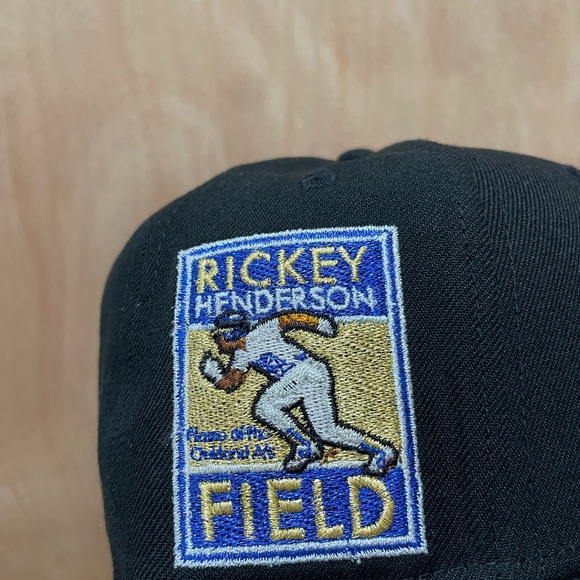 RICKEY
HENDERSON
Home of the
Oakland A's
FIELD